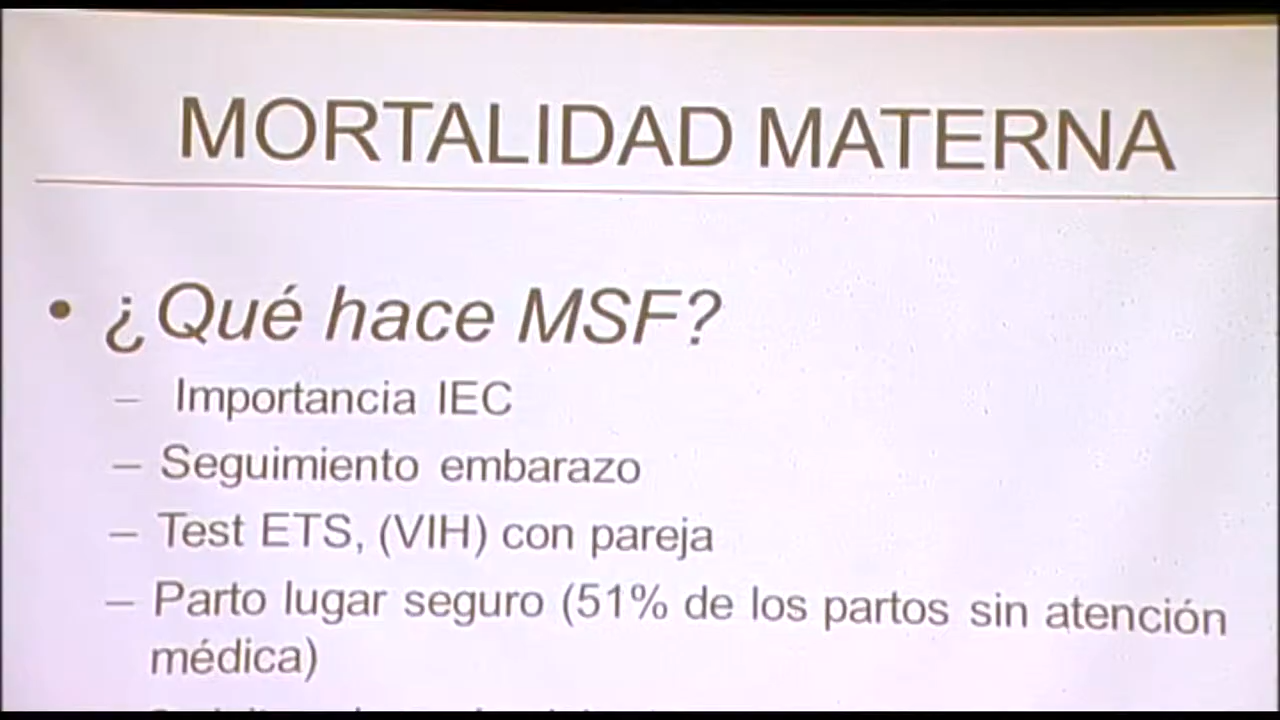 MORTALIDAD MATERNA
• ¿Qué hace MSF?
– Importancia IEC
– Seguimiento embarazo
– Test ETS, (VIH) con pareja
– Parto lugar seguro (51% de los partos sin atención
médica)